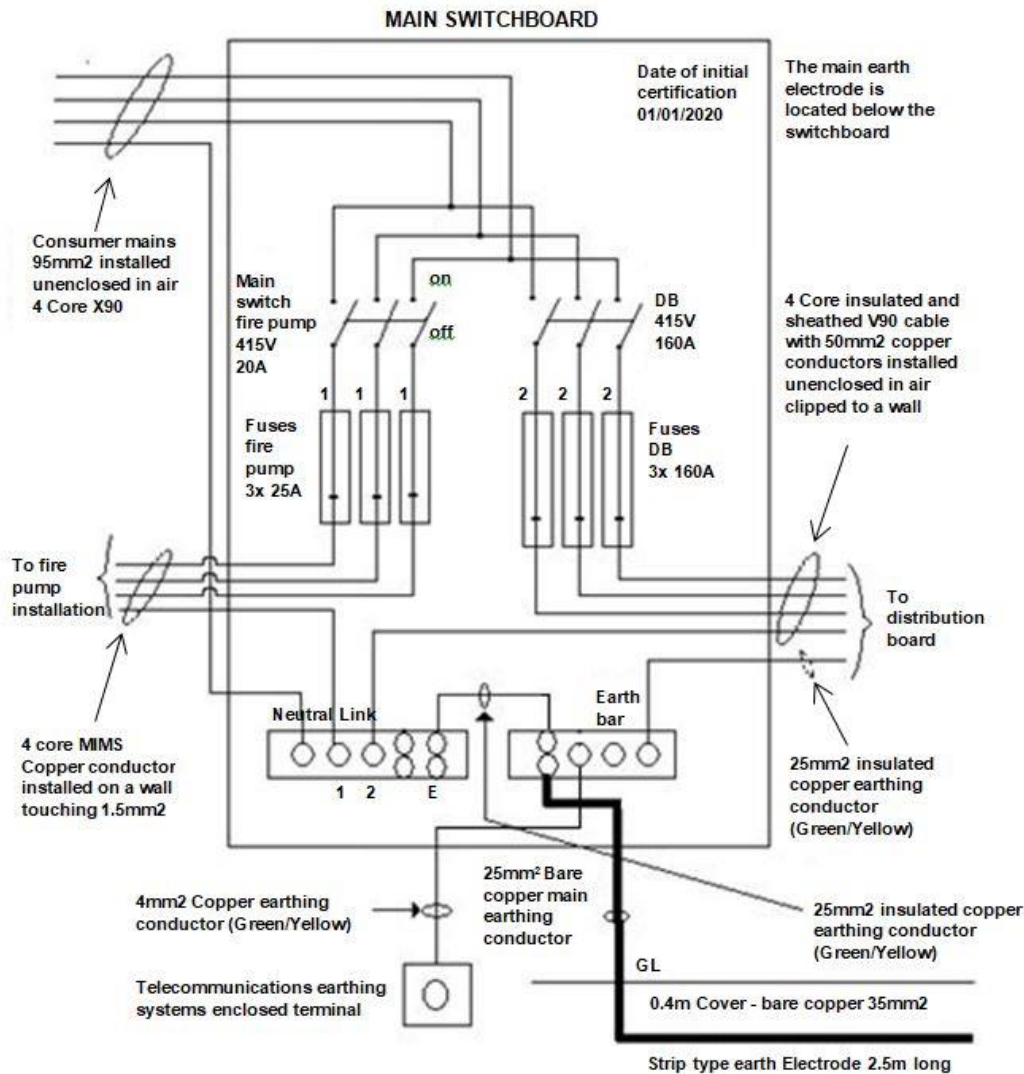 MAIN SWITCHBOARD
Date of initial
certification
01/01/2020
The main earth
electrode is
located below the
switchboard
Consumer mains
95mm2 installed
unenclosed in air
4 Core X90
Main
switch
fire pump
415V
20A
on
off
DB
415V
160A
4 Core insulated and
sheathed V90 cable
with 50mm2 copper
conductors installed
unenclosed in air
clipped to a wall
1 1 1
2 2 2
Fuses
fire
pump
3x 25A
Fuses
DB
3x 160A
To fire
pump
installation
To
distribution
board
Neutral Link
Earth
bar
1 2 E
4 core MIMS
Copper conductor
installed on a wall
touching 1.5mm2
25mm2 insulated
copper earthing
conductor
(Green/Yellow)
4mm2 Copper earthing
conductor (Green/Yellow)
25mm² Bare
copper main
earthing
conductor
25mm2 insulated copper
earthing conductor
(Green/Yellow)
Telecommunications earthing
systems enclosed terminal
GL
0.4m Cover - bare copper 35mm2
Strip type earth Electrode 2.5m long